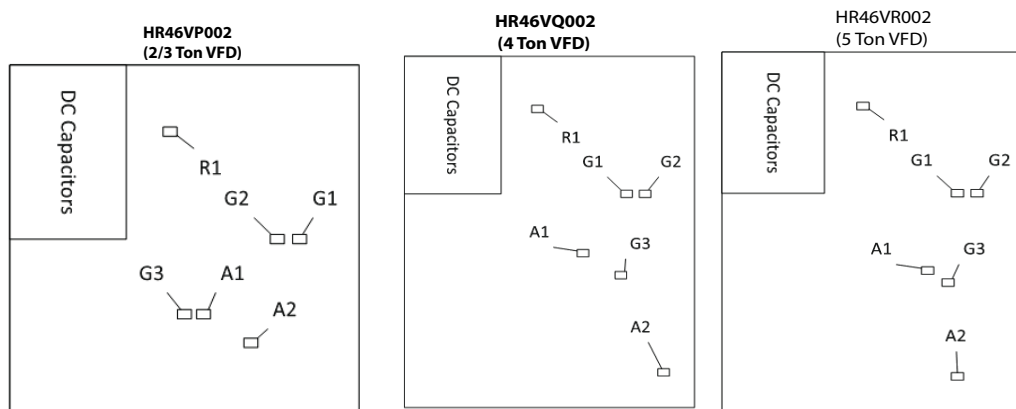 HR46VP002
(2/3 Ton VFD)
DC Capacitors
R1
G2
G1
G3
A1
A2
HR46VQ002
(4 Ton VFD)
DC Capacitors
R1
G1
G2
A1
G3
A2
HR46VR002
(5 Ton VFD)
DC Capacitors
R1
G1
G2
A1
G3
A2